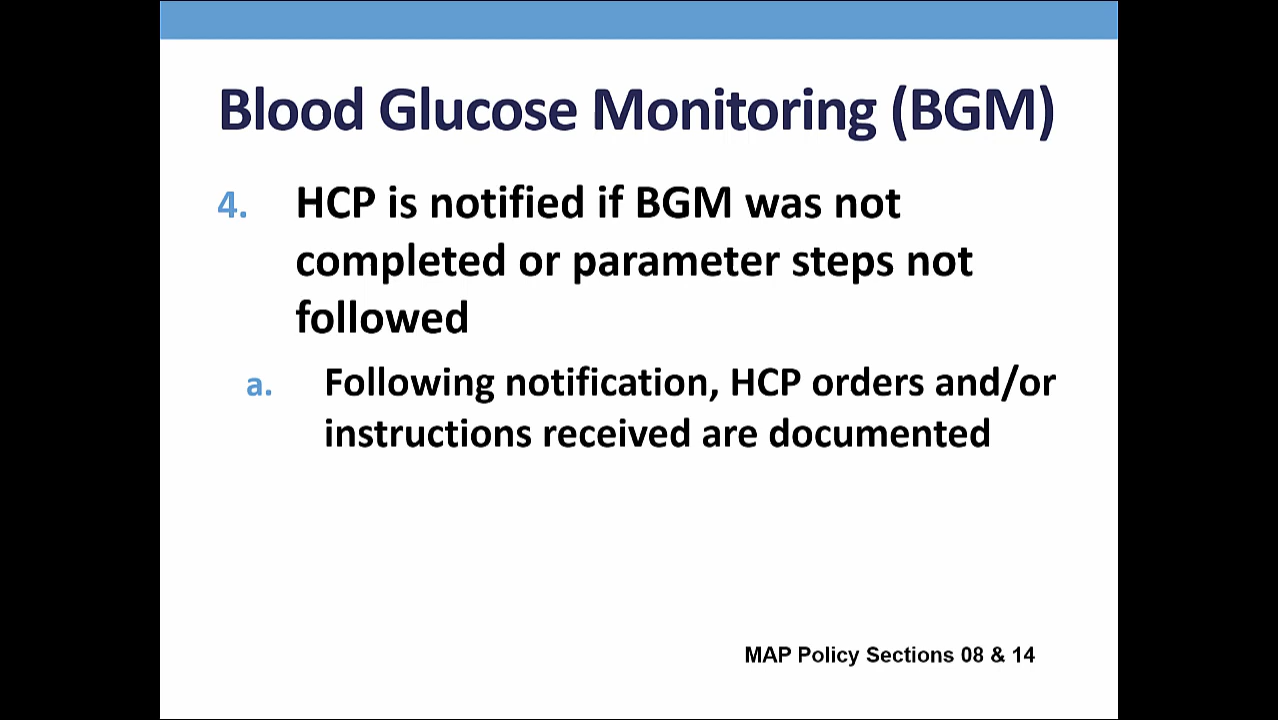 Blood Glucose Monitoring (BGM)
4. HCP is notified if BGM was not
completed or parameter steps not
followed
a. Following notification, HCP orders and/or
instructions received are documented
MAP Policy Sections 08 & 14